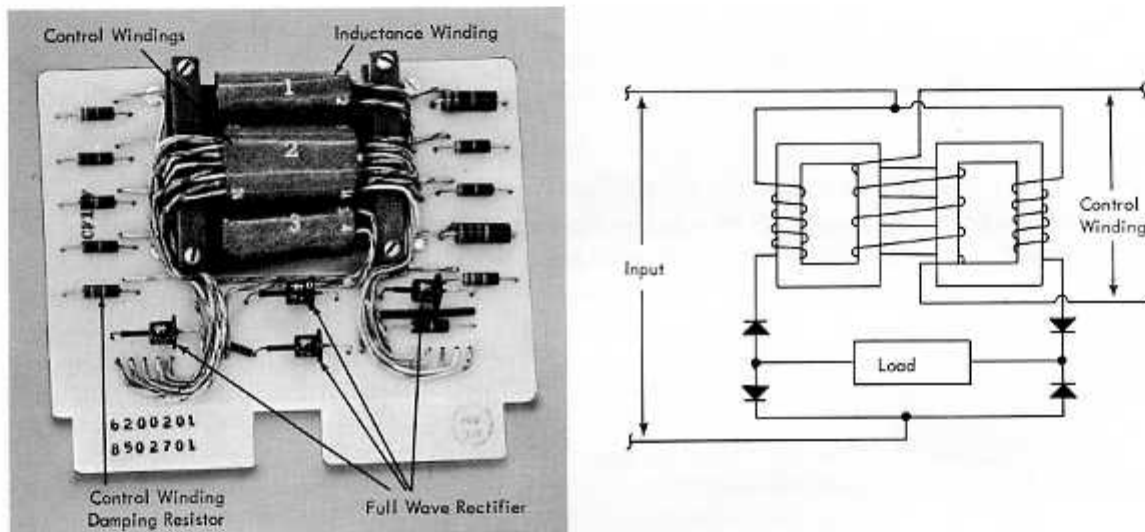 Control Windings
Inductance Winding
1
2
3
6200201
8502701
Control Winding
Damping Resistor
Full Wave Rectifier
Input
Control
Winding
Load